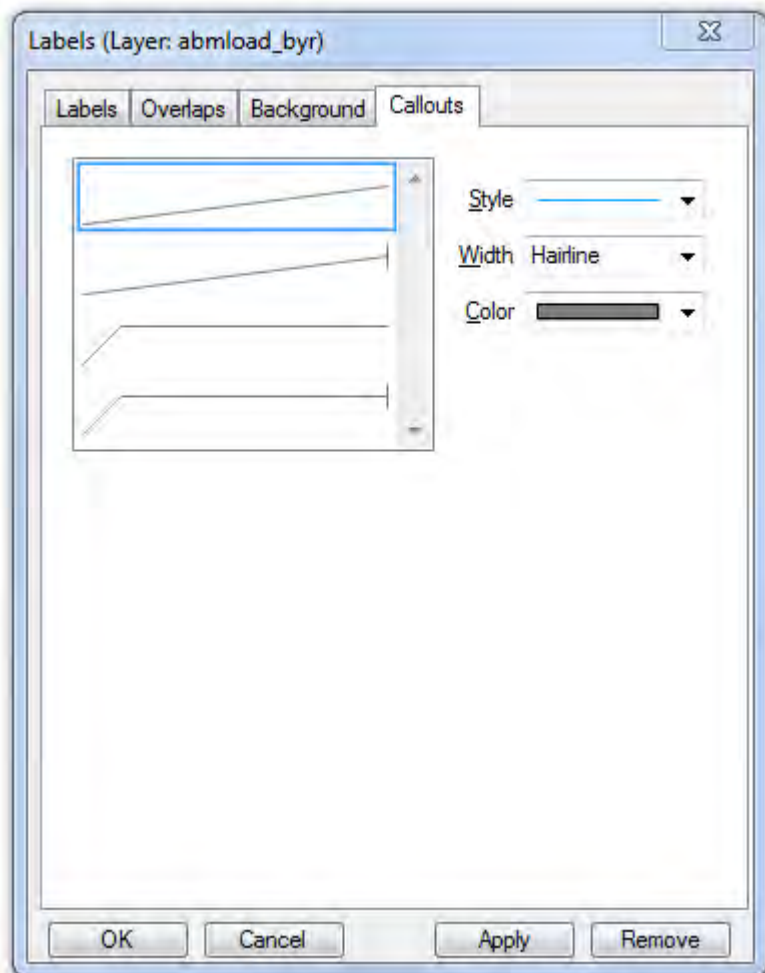 Labels (Layer: abmload_byr)
Labels Overlaps Background Callouts
Style
Width Hairline
Color
OK Cancel Apply Remove